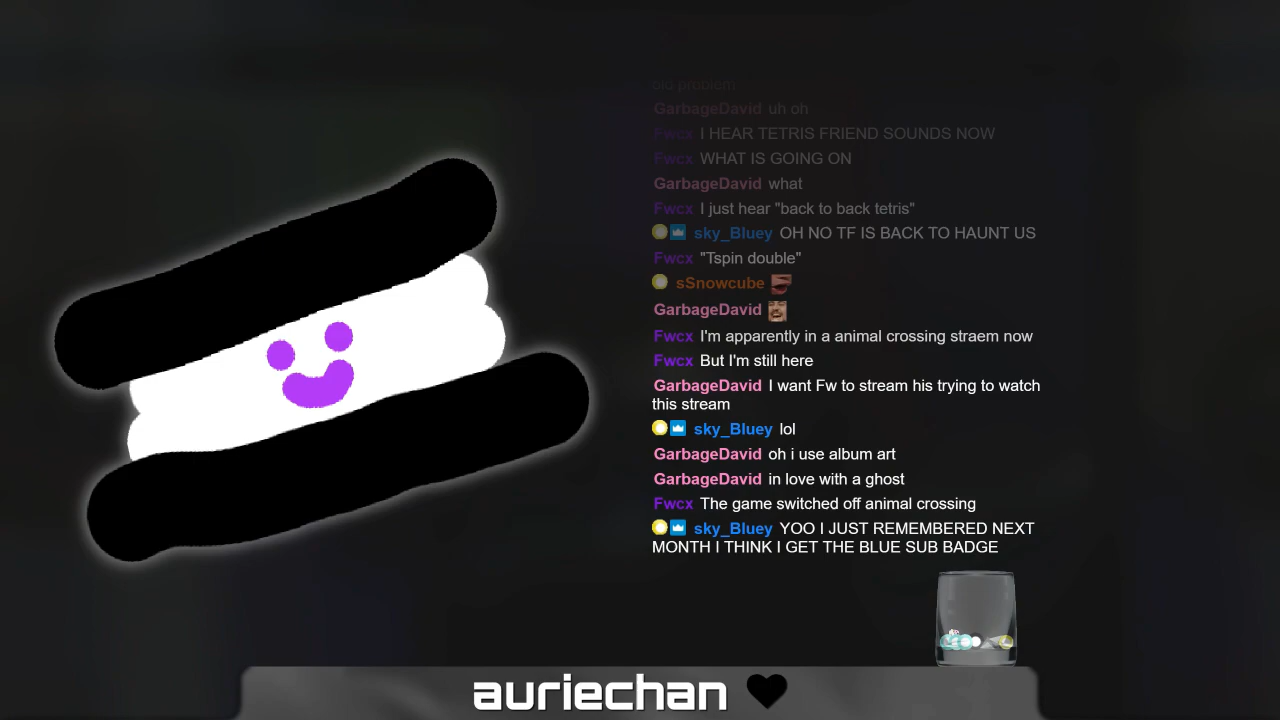 old problem
GarbageDavid uh oh
Fwcx I HEAR TETRIS FRIEND SOUNDS NOW
Fwcx WHAT IS GOING ON
GarbageDavid what
Fwcx I just hear "back to back tetris"
sky_Bluey OH NO TF IS BACK TO HAUNT US
Fwcx "Tspin double"
sSnowcube
GarbageDavid
Fwcx I'm apparently in a animal crossing straem now
Fwcx But I'm still here
GarbageDavid I want Fw to stream his trying to watch
this stream
sky_Bluey lol
GarbageDavid oh i use album art
GarbageDavid in love with a ghost
Fwcx The game switched off animal crossing
sky_Bluey YOO I JUST REMEMBERED NEXT
MONTH I THINK I GET THE BLUE SUB BADGE
auriechan